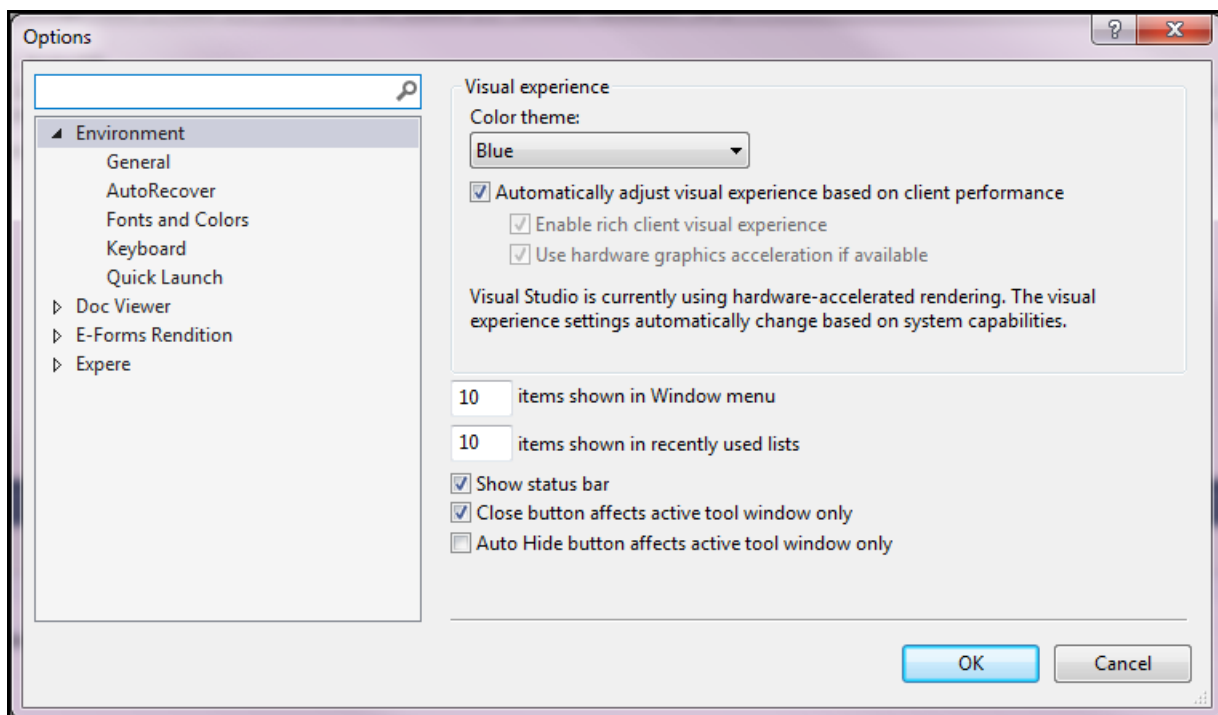 Options
Environment
General
AutoRecover
Fonts and Colors
Keyboard
Quick Launch
Doc Viewer
E-Forms Rendition
Expere
Visual experience
Color theme:
Blue
Automatically adjust visual experience based on client performance
Enable rich client visual experience
Use hardware graphics acceleration if available
Visual Studio is currently using hardware-accelerated rendering. The visual
experience settings automatically change based on system capabilities.
10 items shown in Window menu
10 items shown in recently used lists
Show status bar
Close button affects active tool window only
Auto Hide button affects active tool window only
OK Cancel